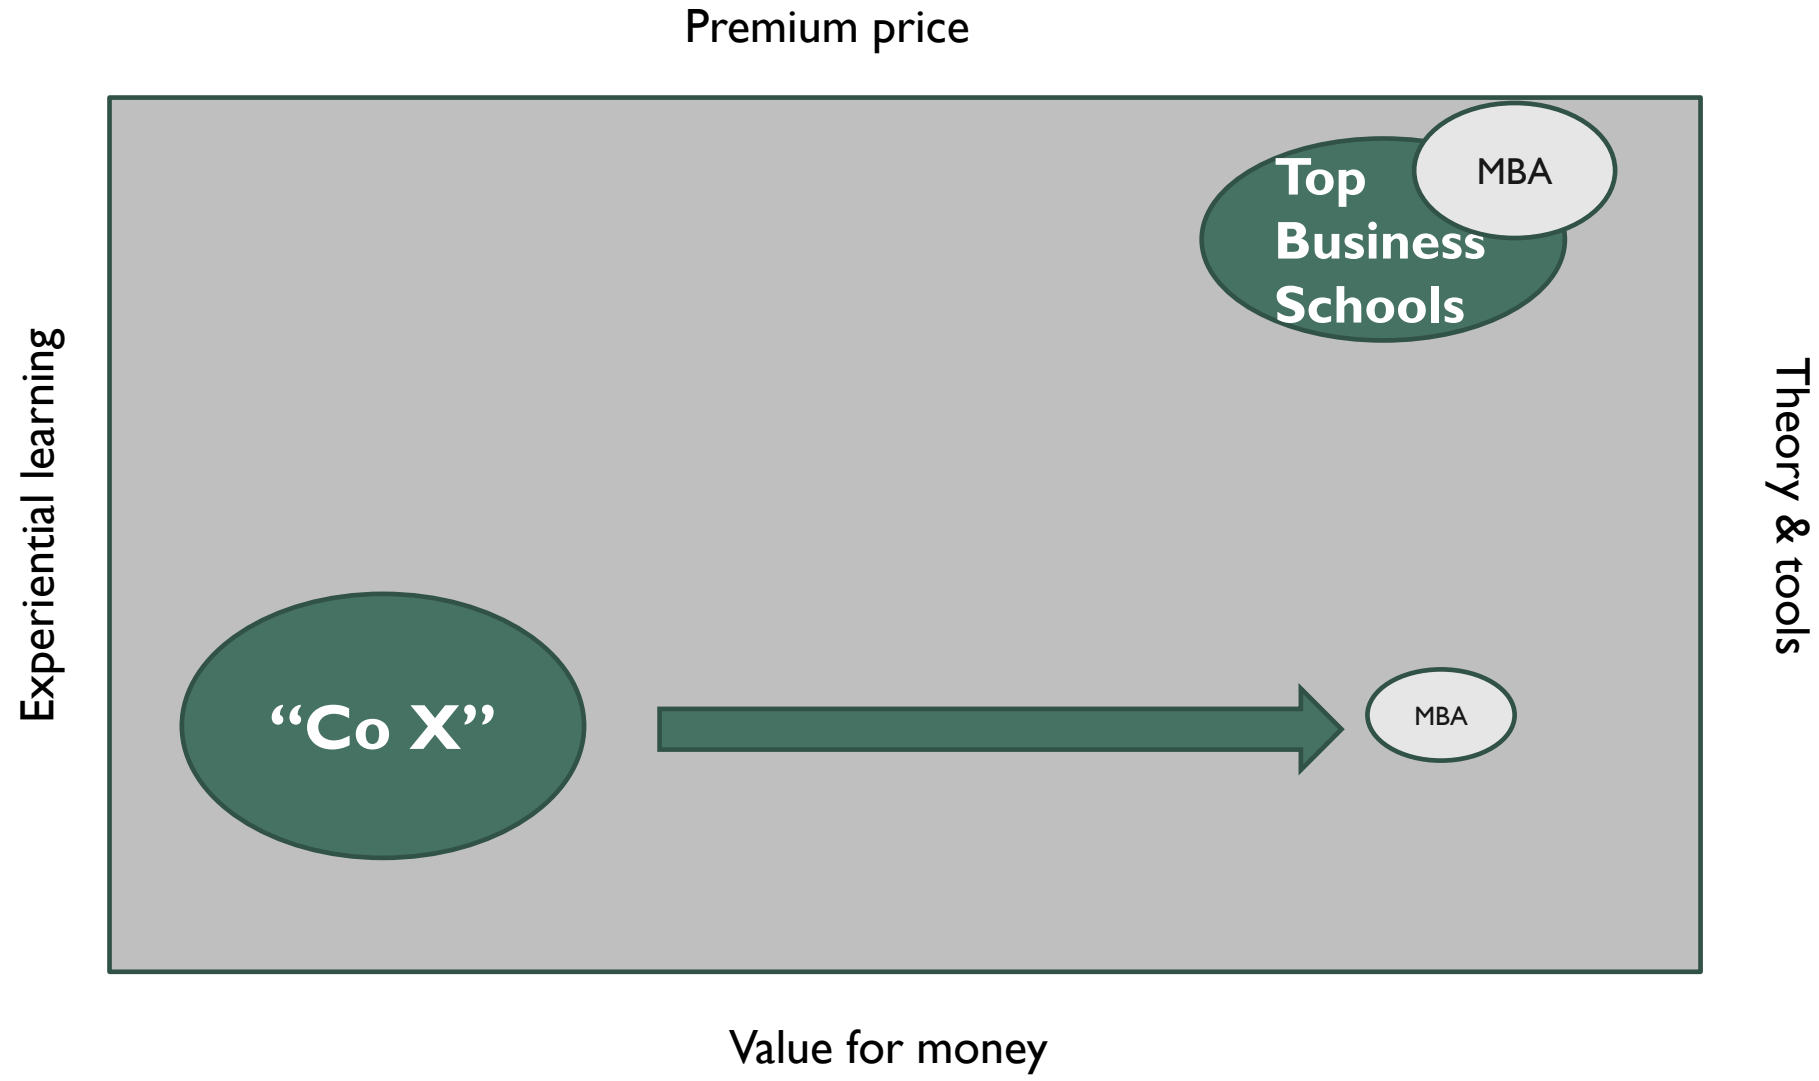 Premium price
Top
Business
Schools
MBA
Experiential learning
Theory & tools
“Co X”
MBA
Value for money